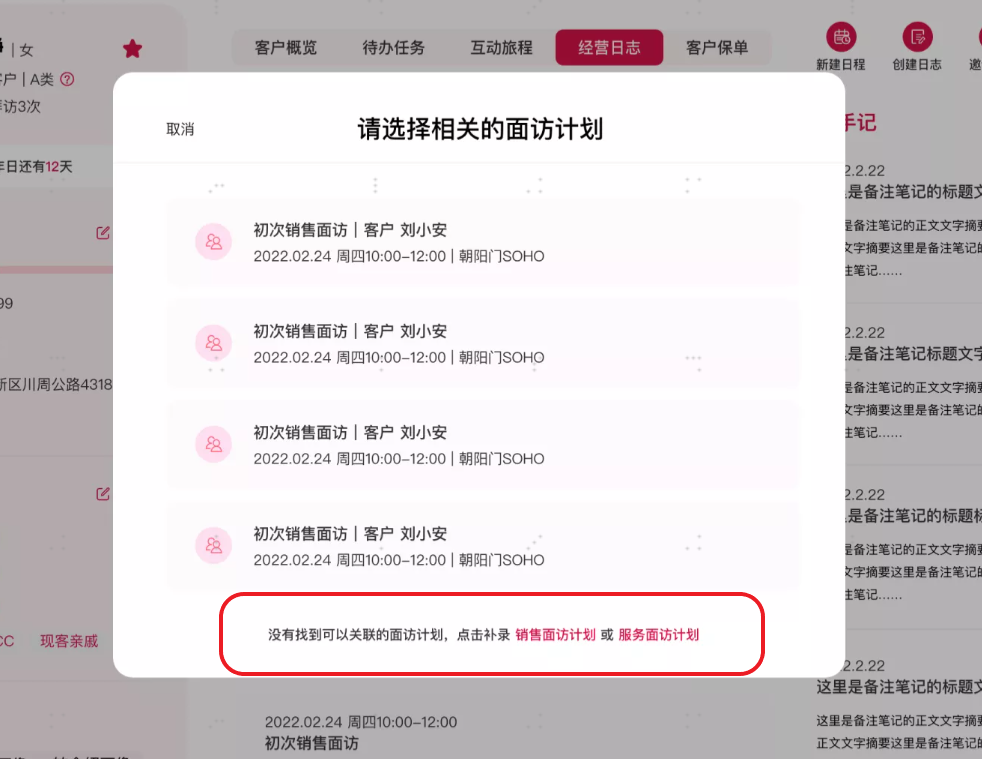 女
客户概览
待办任务
互动旅程
经营日志
客户保单
新建日程
创建日志
户 | A类
访3次
日还有12天
取消
请选择相关的面访计划
手记
初次销售面访｜客户 刘小安
2022.02.24 周四10:00-12:00 | 朝阳门SOHO
初次销售面访｜客户 刘小安
2022.02.24 周四10:00-12:00 | 朝阳门SOHO
初次销售面访｜客户 刘小安
2022.02.24 周四10:00-12:00 | 朝阳门SOHO
初次销售面访｜客户 刘小安
2022.02.24 周四10:00-12:00 | 朝阳门SOHO
没有找到可以关联的面访计划，点击补录 销售面访计划 或 服务面访计划
99
新区川周公路4318
CC
现客亲戚
2022.02.24 周四10:00-12:00
初次销售面访
2.2.22
是备注笔记的标题文
是备注笔记的正文文字摘要
文字摘要这里是备注笔记的
注笔记……
2.2.22
是备注笔记标题文字
是备注笔记的正文文字摘要
文字摘要这里是备注笔记的
注笔记……
2.2.22
是备注笔记的标题标
是备注笔记的正文文字摘要
文字摘要这里是备注笔记的
注笔记……
2.2.22
这里是备注笔记的标题文
这里是备注笔记的正文文字摘要
正文文字摘要这里是备注笔记的